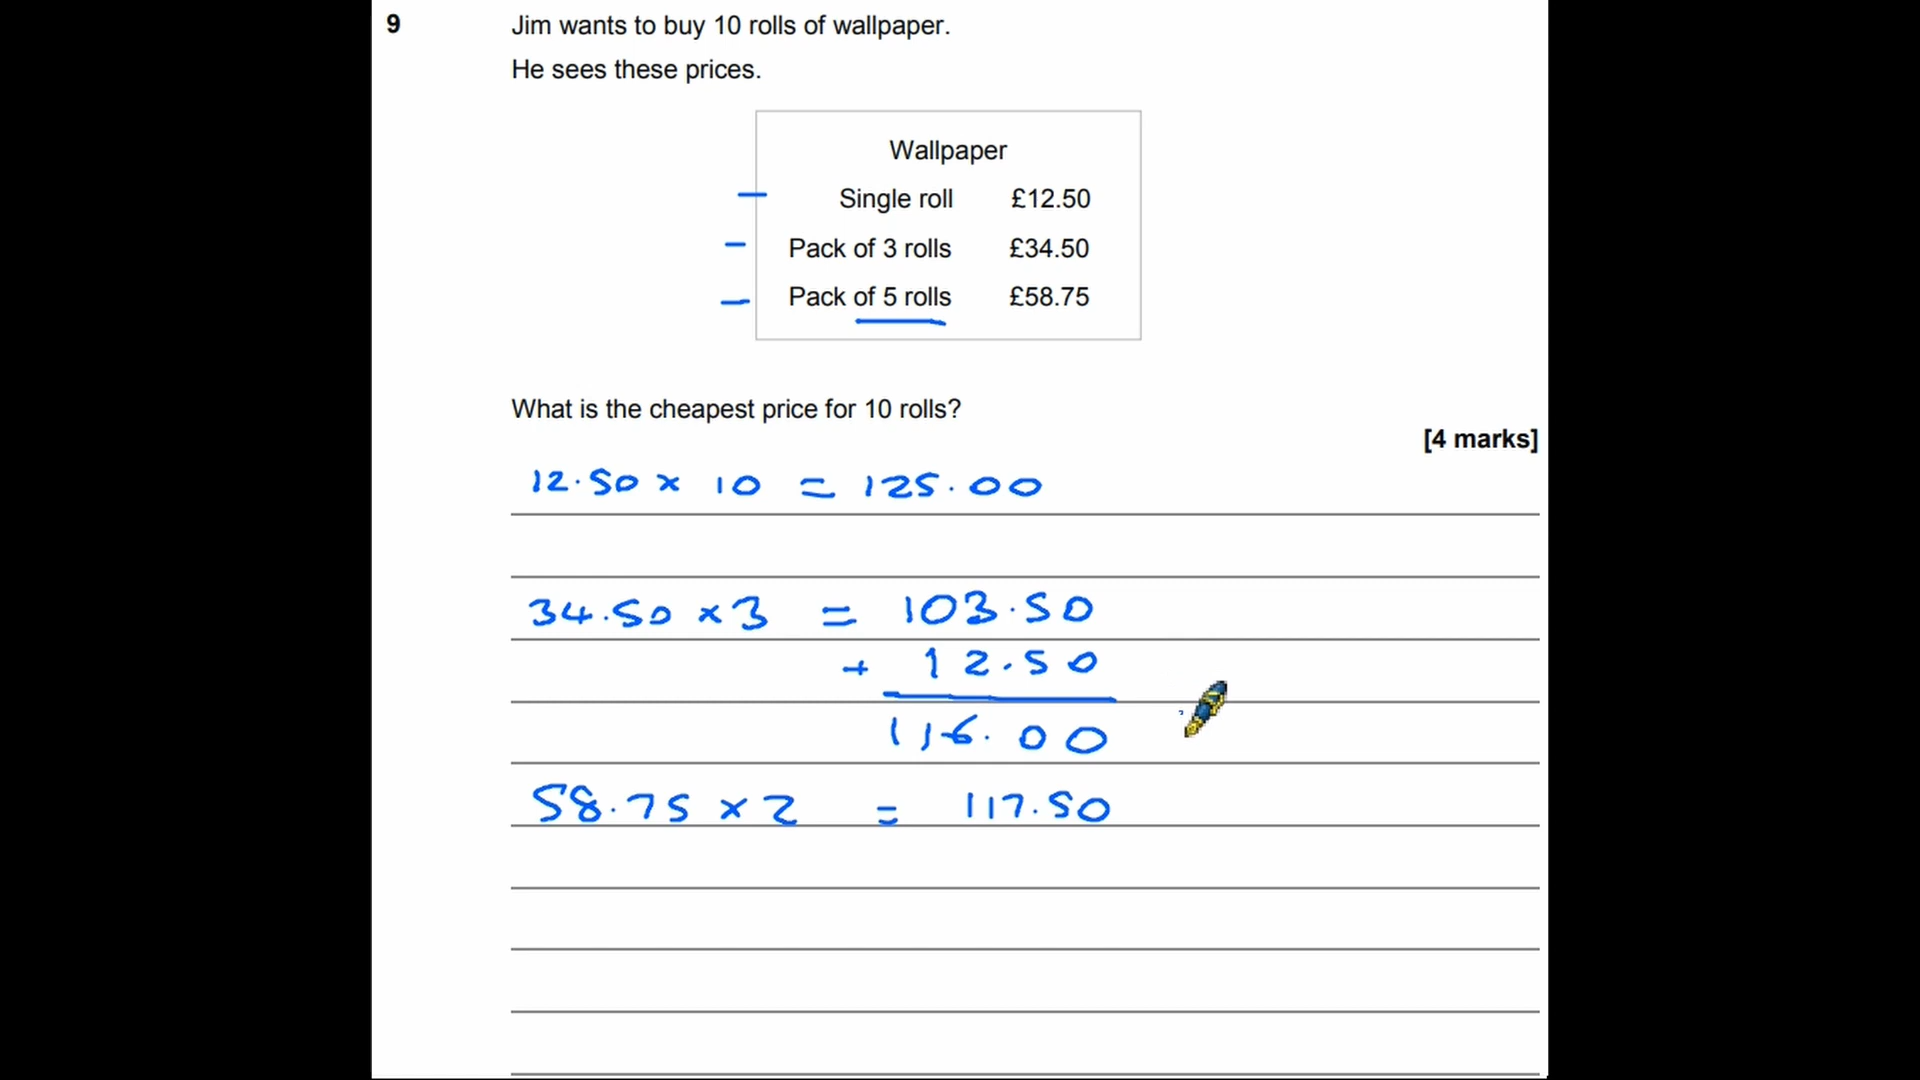 9 Jim wants to buy 10 rolls of wallpaper.
He sees these prices.
Wallpaper
Single roll £12.50
Pack of 3 rolls £34.50
Pack of 5 rolls £58.75
What is the cheapest price for 10 rolls?
[4 marks]
12.50 × 10 = 125.00
34.50 × 3 = 103.50
+ 12.50
116.00
58.75 × 2 = 117.50